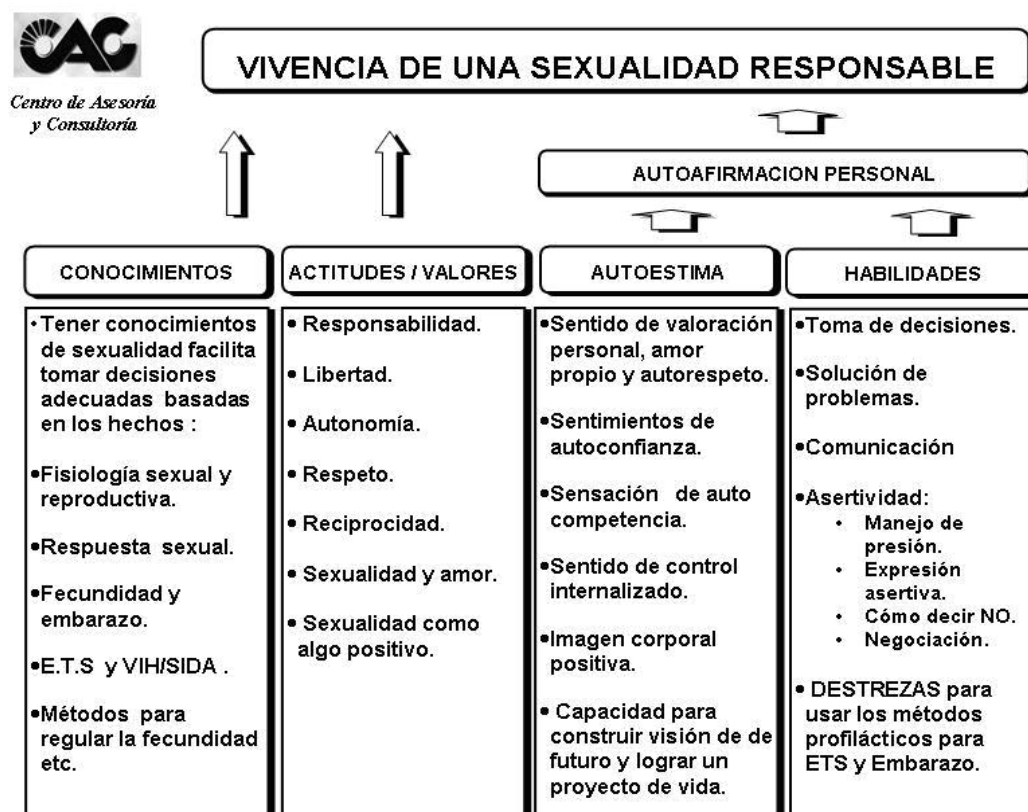 CAC
Centro de Asesoría
y Consultoría
VIVENCIA DE UNA SEXUALIDAD RESPONSABLE
AUTOAFIRMACION PERSONAL
CONOCIMIENTOS
•Tener conocimientos
de sexualidad facilita
tomar decisiones
adecuadas basadas
en los hechos :
•Fisiología sexual y
reproductiva.
•Respuesta sexual.
•Fecundidad y
embarazo.
•E.T.S y VIH/SIDA .
•Métodos para
regular la fecundidad
etc.
ACTITUDES / VALORES
• Responsabilidad.
• Libertad.
• Autonomía.
• Respeto.
• Reciprocidad.
• Sexualidad y amor.
• Sexualidad como
algo positivo.
AUTOESTIMA
•Sentido de valoración
personal, amor
propio y autorespeto.
•Sentimientos de
autoconfianza.
•Sensación de auto
competencia.
•Sentido de control
internalizado.
•Imagen corporal
positiva.
• Capacidad para
construir visión de de
futuro y lograr un
proyecto de vida.
HABILIDADES
•Toma de decisiones.
•Solución de
problemas.
•Comunicación
•Asertividad:
• Manejo de
presión.
• Expresión
asertiva.
• Cómo decir NO.
• Negociación.
• DESTREZAS para
usar los métodos
profilácticos para
ETS y Embarazo.